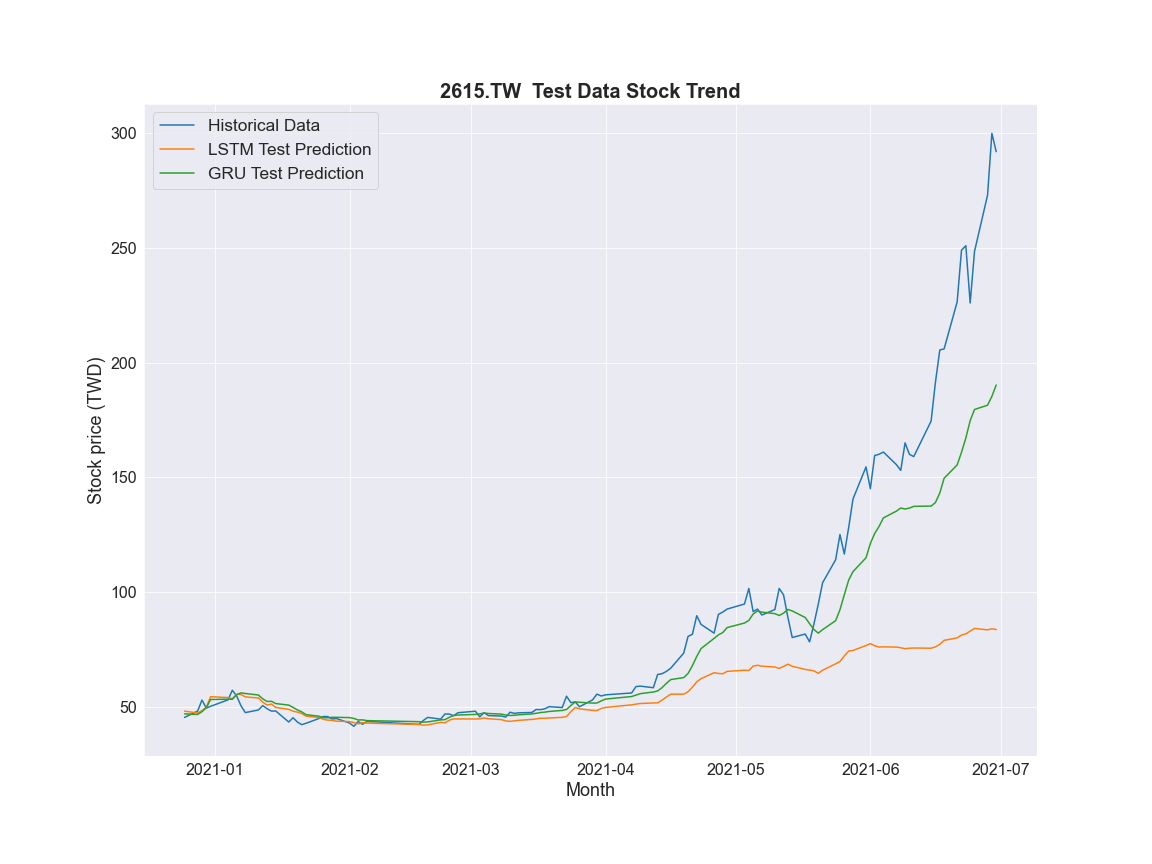 2615.TW  Test Data Stock Trend
Historical Data
LSTM Test Prediction
GRU Test Prediction
300
250
200
150
100
50
Stock price (TWD)
2021-01 2021-02 2021-03 2021-04 2021-05 2021-06 2021-07
Month